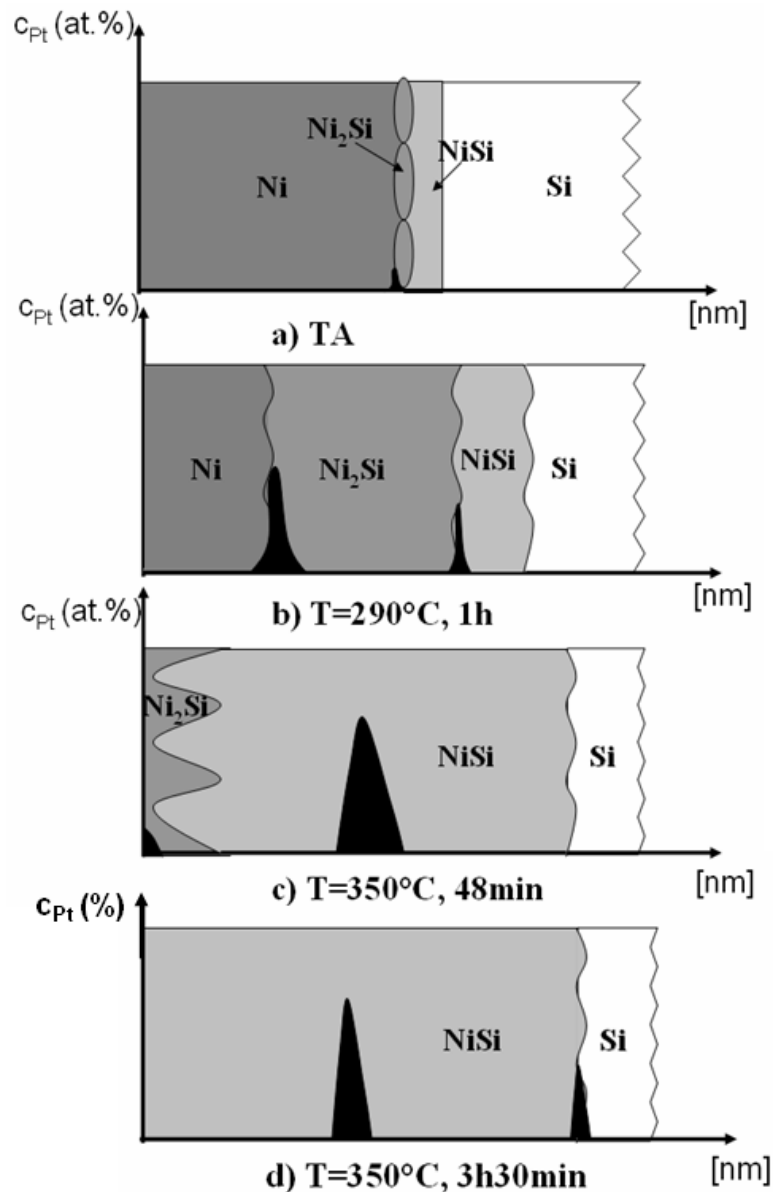 c_Pt (at.%)
Ni₂Si
NiSi
Ni
Si
[nm]
a) TA
c_Pt (at.%)
Ni
Ni₂Si
NiSi
Si
[nm]
b) T=290°C, 1h
c_Pt (at.%)
Ni₂Si
NiSi
Si
[nm]
c) T=350°C, 48min
c_Pt (%)
NiSi
Si
[nm]
d) T=350°C, 3h30min